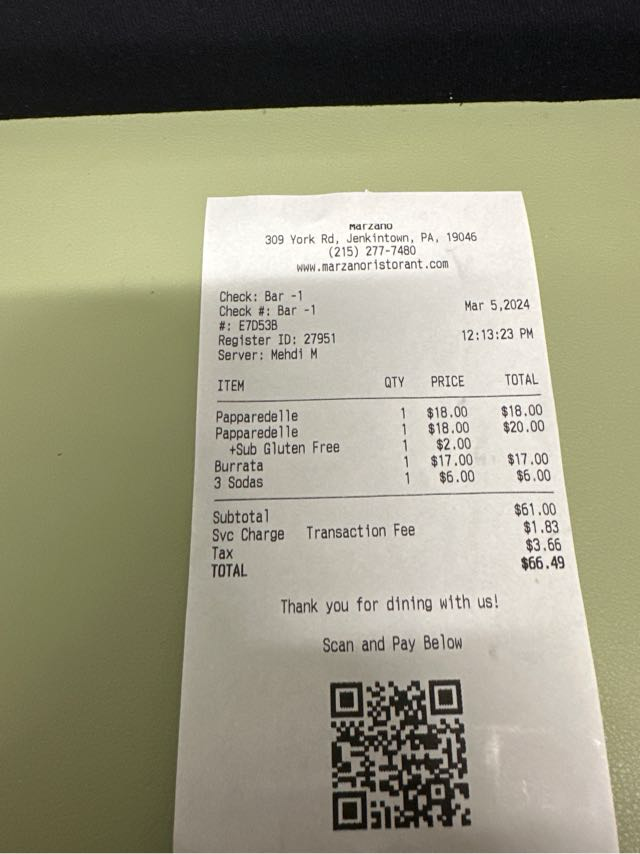 Marzano
309 York Rd, Jenkintown, PA, 19046
(215) 277-7480
www.marzanoristorant.com
Check: Bar -1
Check #: Bar -1 Mar 5,2024
#: E7D53B
Register ID: 27951 12:13:23 PM
Server: Mehdi M
ITEM QTY PRICE TOTAL
Papparedelle 1 $18.00 $18.00
Papparedelle 1 $18.00 $20.00
+Sub Gluten Free 1 $2.00
Burrata 1 $17.00 $17.00
3 Sodas 1 $6.00 $6.00
Subtotal $61.00
Svc Charge Transaction Fee $1.83
Tax $3.66
TOTAL $66.49
Thank you for dining with us!
Scan and Pay Below